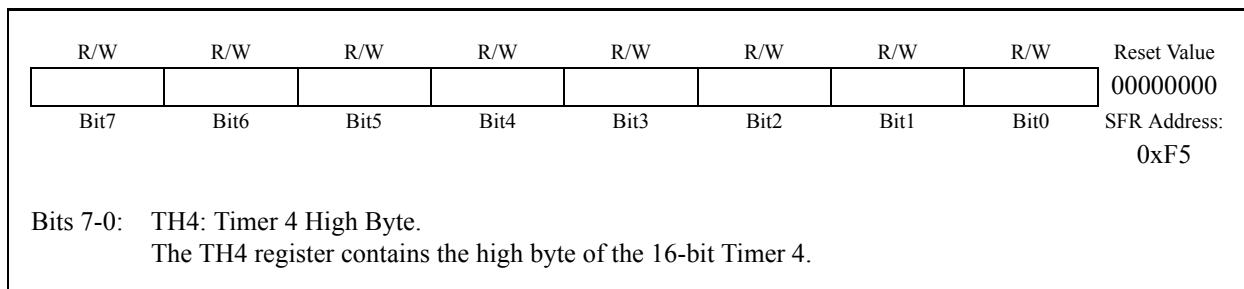 R/W R/W R/W R/W R/W R/W R/W R/W Reset Value
00000000
Bit7 Bit6 Bit5 Bit4 Bit3 Bit2 Bit1 Bit0 SFR Address:
0xF5
Bits 7-0: TH4: Timer 4 High Byte.
The TH4 register contains the high byte of the 16-bit Timer 4.